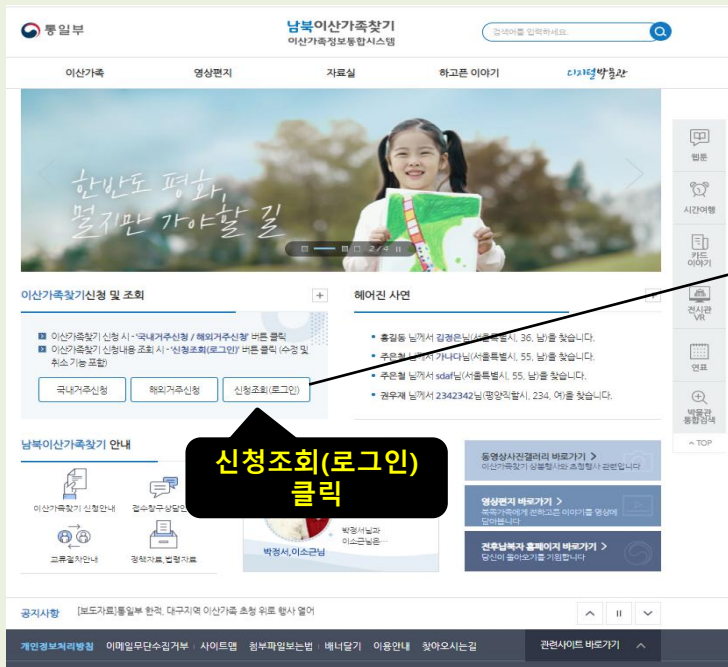 통일부
남북이산가족찾기
이산가족정보통합시스템
검색어를 입력하세요.
이산가족 영상편지 자료실 하고픈 이야기 디지털박물관
한반도 평화,
멀지만 가야할 길
2/4
웹툰
시간여행
카드
이야기
전시관
VR
연표
박물관
통합검색
TOP
이산가족찾기신청 및 조회
이산가족찾기 신청 시 - '국내거주신청 / 해외거주신청' 버튼 클릭
이산가족찾기 신청내용 조회 시 - '신청조회(로그인)' 버튼 클릭 (수정 및
취소 기능 포함)
국내거주신청 해외거주신청 신청조회(로그인)
헤어진 사연
홍길동 님께서 김정은님(서울특별시, 36, 남)을 찾습니다.
주은철 님께서 가나다님(서울특별시, 55, 남)을 찾습니다.
주은철 님께서 sdaf님(서울특별시, 55, 남)을 찾습니다.
권우재 님께서 2342342님(평양직할시, 234, 여)을 찾습니다.
신청조회(로그인)
클릭
남북이산가족찾기 안내
이산가족찾기 신청안내 접수창구상담안
교류절차안내 정책자료,법령자료
박정서,이소근님
박정서님과
이소근님은…
동영상사진갤러리 바로가기 >
이산가족찾기 상봉행사와 초청행사 관련입니다
영상편지 바로가기 >
북쪽가족에게 전하고픈 이야기를 영상에
담아봅니다
전후납북자 홈페이지 바로가기 >
당신이 돌아오기를 기원합니다
공지사항 [보도자료]통일부 한적, 대구지역 이산가족 초청 위로 행사 열어
개인정보처리방침 이메일무단수집거부 사이트맵 첨부파일보는법 배너달기 이용안내 찾아오시는길 관련사이트 바로가기